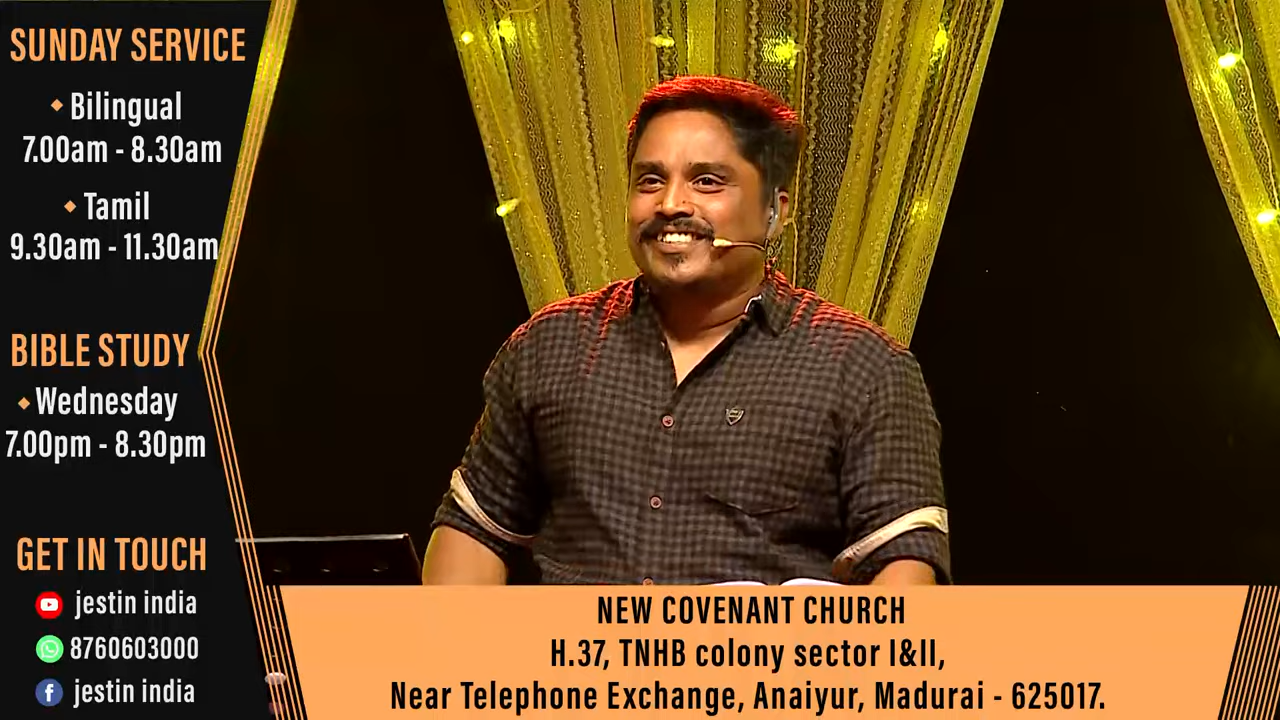 SUNDAY SERVICE
Bilingual
7.00am - 8.30am
Tamil
9.30am - 11.30am
BIBLE STUDY
Wednesday
7.00pm - 8.30pm
GET IN TOUCH
jestin india
8760603000
jestin india
NEW COVENANT CHURCH
H.37, TNHB colony sector I&II,
Near Telephone Exchange, Anaiyur, Madurai - 625017.